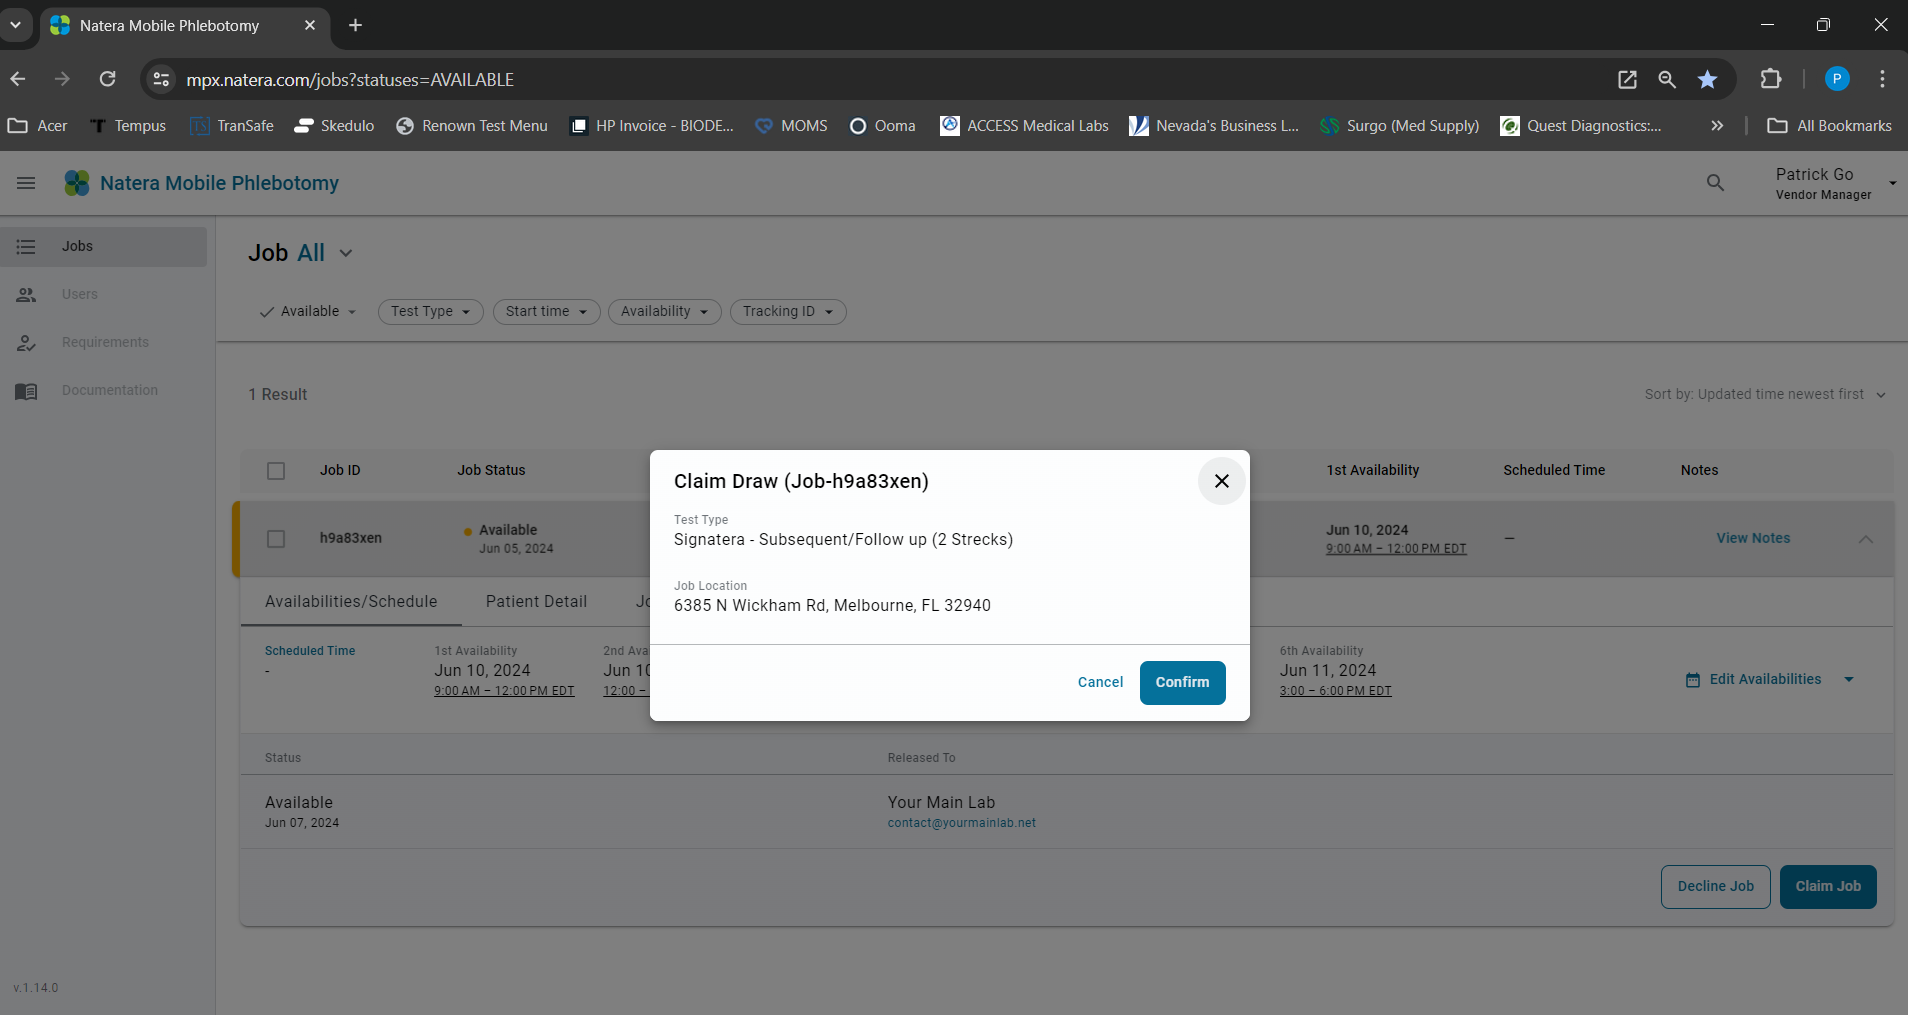 Natera Mobile Phlebotomy
mpx.natera.com/jobs?statuses=AVAILABLE
P
Acer
Tempus
TranSafe
Skedulo
Renown Test Menu
HP Invoice - BIODE...
MOMS
Ooma
ACCESS Medical Labs
Nevada's Business L...
Surgo (Med Supply)
Quest Diagnostics:...
All Bookmarks
Natera Mobile Phlebotomy
Patrick Go
Vendor Manager
Jobs
Users
Requirements
Documentation
v.1.14.0
Job All
Available
Test Type
Start time
Availability
Tracking ID
1 Result
Sort by: Updated time newest first
Job ID
Job Status
1st Availability
Scheduled Time
Notes
h9a83xen
Available
Jun 05, 2024
Jun 10, 2024
9:00 AM – 12:00 PM EDT
–
View Notes
Claim Draw (Job-h9a83xen)
Test Type
Signatera - Subsequent/Follow up (2 Strecks)
Job Location
6385 N Wickham Rd, Melbourne, FL 32940
Cancel
Confirm
Availabilities/Schedule
Patient Detail
Scheduled Time
-
1st Availability
Jun 10, 2024
9:00 AM – 12:00 PM EDT
2nd Ava
Jun 10
12:00 –
6th Availability
Jun 11, 2024
3:00 – 6:00 PM EDT
Edit Availabilities
Status
Released To
Available
Jun 07, 2024
Your Main Lab
contact@yourmainlab.net
Decline Job
Claim Job